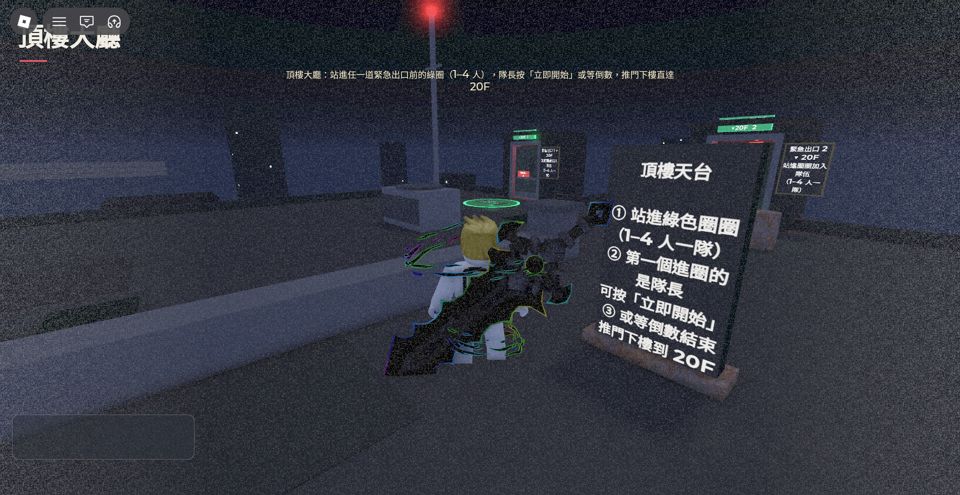 頂樓大廳
頂樓大廳：站進任一道緊急出口前的綠圈（1–4 人），隊長按「立即開始」或等倒數，推門下樓直達
20F
▼20F 2
緊急出口 2
▼ 20F
站進圈圈加入
隊伍
（1–4 人一
隊）
頂樓天台
① 站進綠色圈圈
（1–4 人一隊）
② 第一個進圈的
是隊長
可按「立即開始」
③ 或等倒數結束
推門下樓到 20F